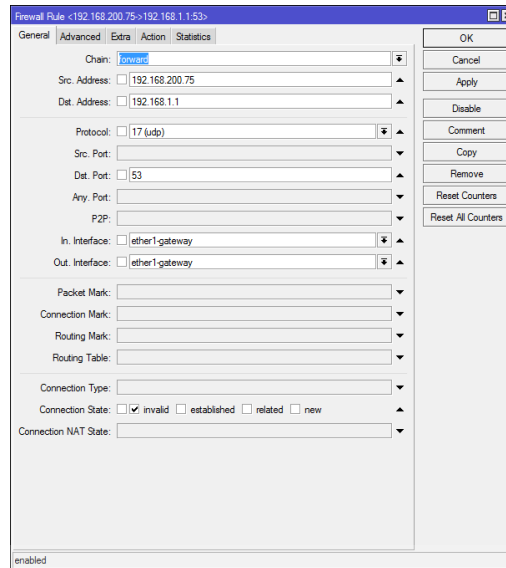 Firewall Rule <192.168.200.75->192.168.1.1:53>
General Advanced Extra Action Statistics
Chain: forward
Src. Address: 192.168.200.75
Dst. Address: 192.168.1.1
Protocol: 17 (udp)
Src. Port:
Dst. Port: 53
Any. Port:
P2P:
In. Interface: ether1-gateway
Out. Interface: ether1-gateway
Packet Mark:
Connection Mark:
Routing Mark:
Routing Table:
Connection Type:
Connection State: invalid established related new
Connection NAT State:
OK
Cancel
Apply
Disable
Comment
Copy
Remove
Reset Counters
Reset All Counters
enabled